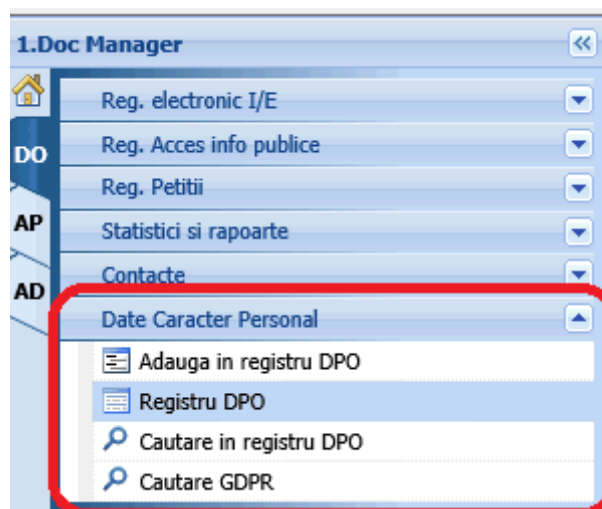 1.Doc Manager
Reg. electronic I/E
DO
Reg. Acces info publice
Reg. Petitii
AP
Statistici si rapoarte
Contacte
AD
Date Caracter Personal
Adauga in registru DPO
Registru DPO
Cautare in registru DPO
Cautare GDPR